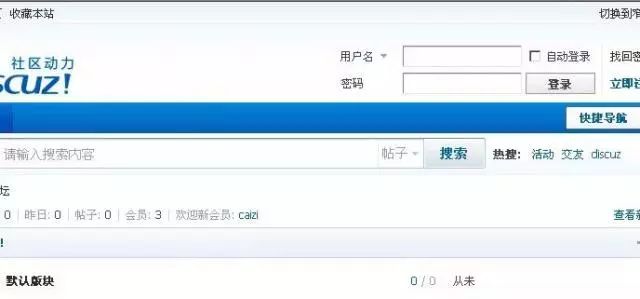 收藏本站 切换到窄
社区动力 用户名 自动登录 找回密
scuz! 密码 登录 立即注
快捷导航
请输入搜索内容 帖子 搜索 热搜: 活动 交友 discuz
坛
0 | 昨日: 0 | 帖子: 0 | 会员: 3 | 欢迎新会员: caizi 查看新
!
默认版块 0 / 0 从未